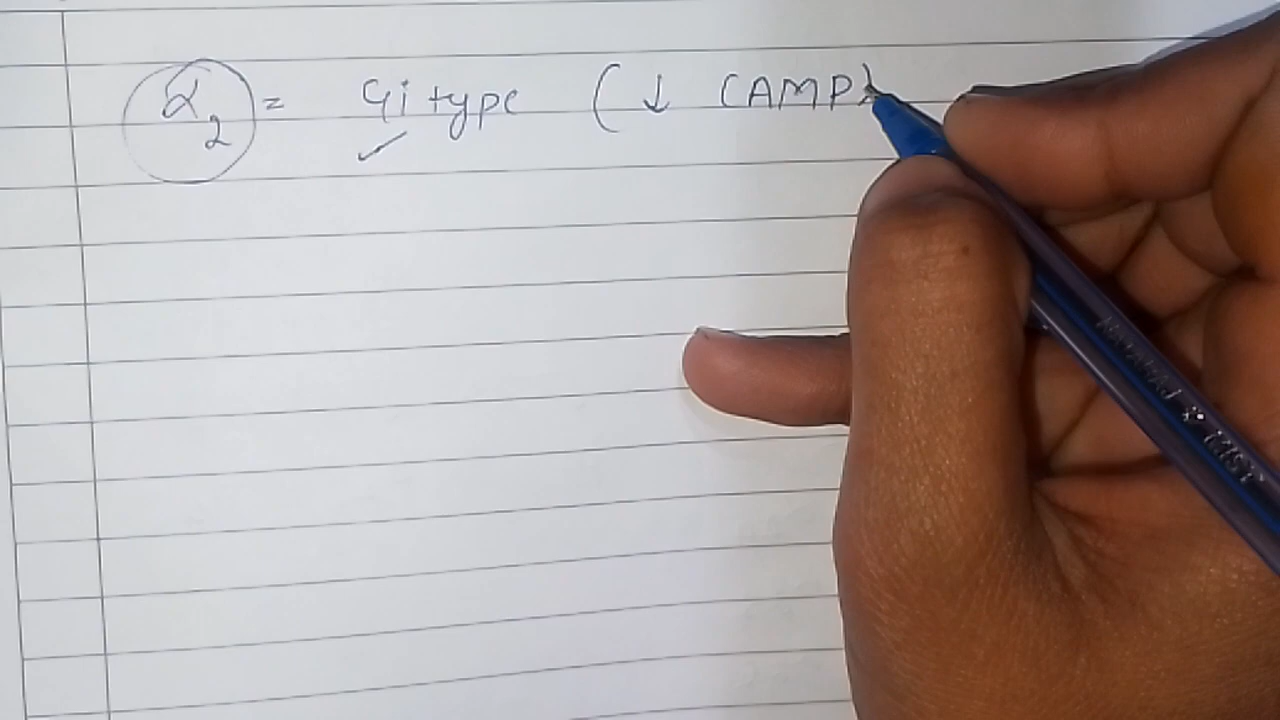 α₂ = Gi type (↓ CAMP)